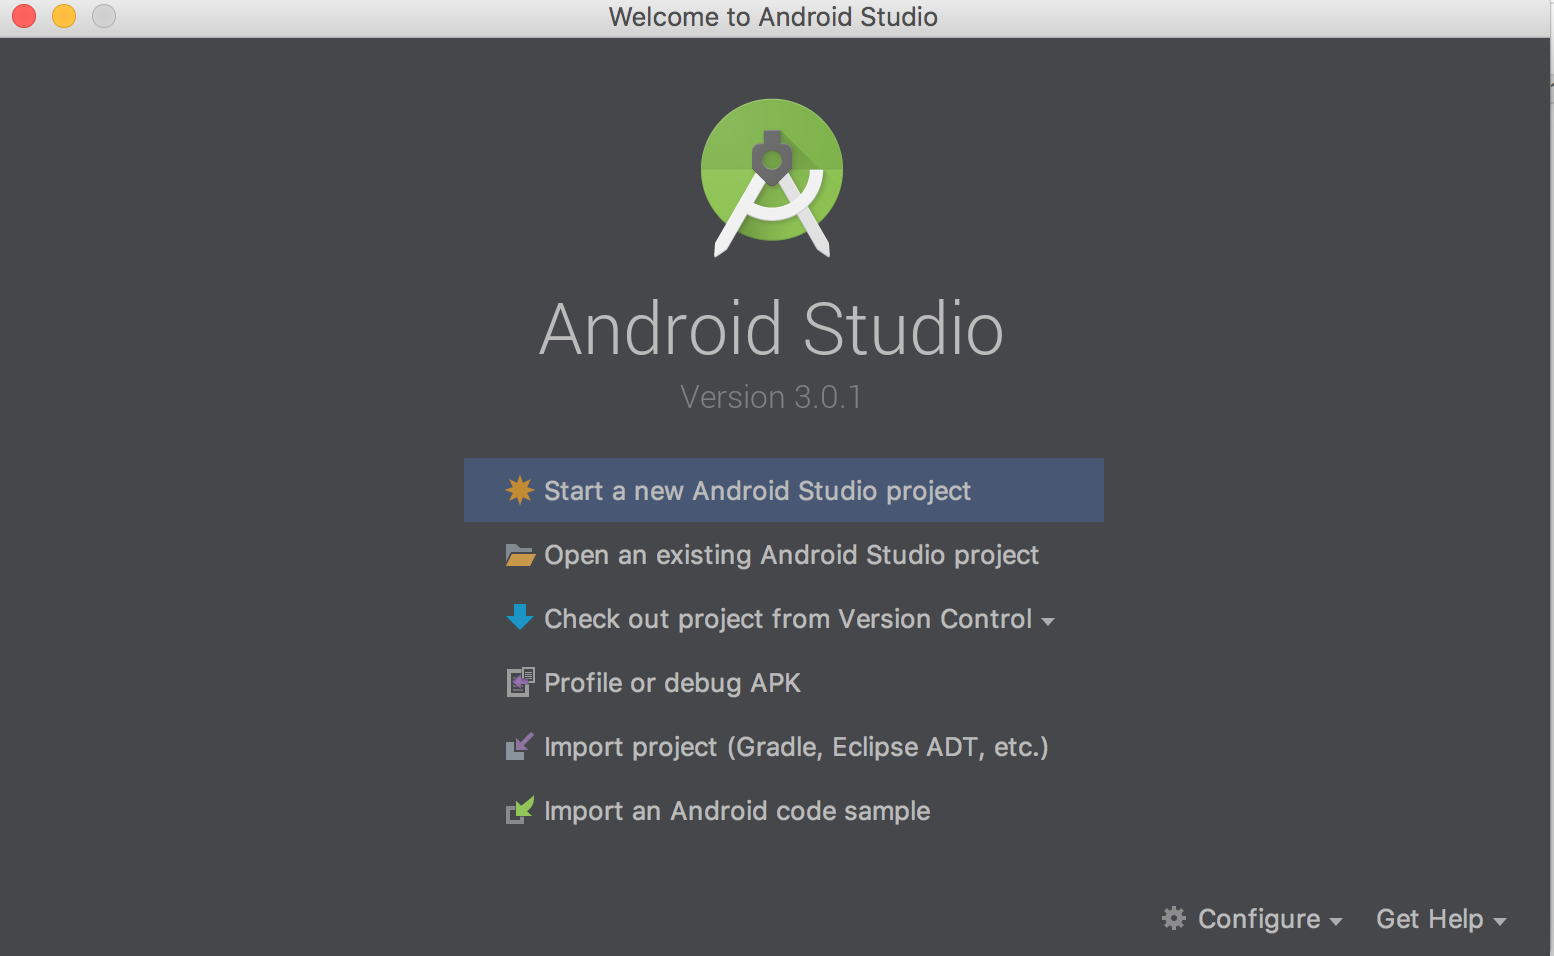 Welcome to Android Studio
Android Studio
Version 3.0.1
Start a new Android Studio project
Open an existing Android Studio project
Check out project from Version Control
Profile or debug APK
Import project (Gradle, Eclipse ADT, etc.)
Import an Android code sample
Configure
Get Help